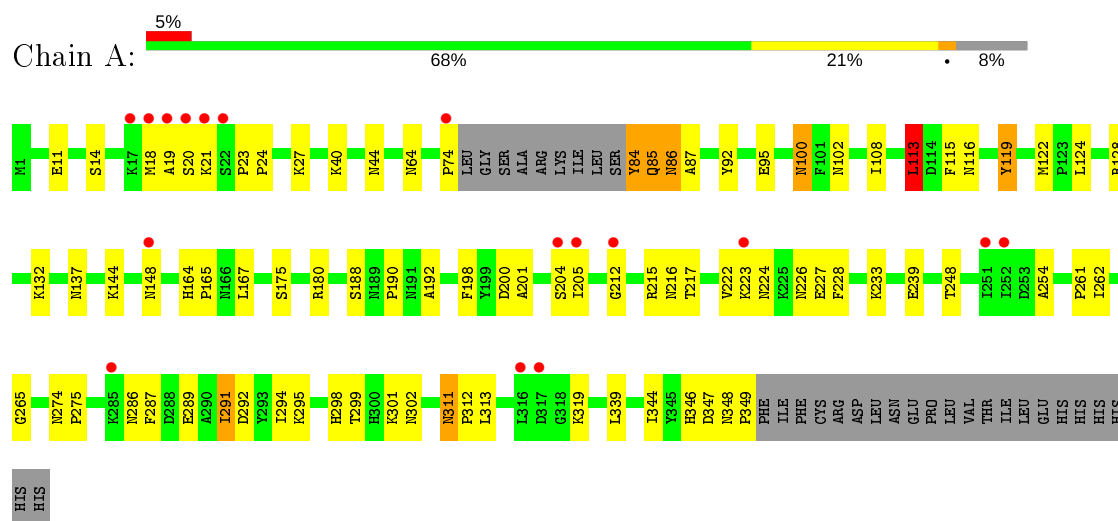 5%
Chain A:
68% 21% • 8%
M1 E11 S14 K17 M18 A19 S20 K21 S22 P23 P24 K27 K40 N44 N64 P74 LEU GLY SER ALA ARG LYS ILE LEU SER Y84 Q85 N86 A87 Y92 E95 N100 F101 N102 I108 L113 D114 F115 N116 Y119 M122 P123 L124 R128
K132 N137 K144 N148 H164 P165 N166 L167 S175 R180 S188 N189 P190 N191 A192 F198 Y199 D200 A201 S204 I205 G212 R215 N216 T217 V222 K223 N224 K225 N226 E227 F228 K233 E239 T248 I251 I252 D253 A254 P261 I262
G265 N274 P275 K285 N286 F287 D288 E289 A290 I291 D292 Y293 I294 K295 H298 T299 H300 K301 N302 N311 P312 L313 L316 D317 G318 K319 L339 I344 Y345 H346 D347 N348 P349 PHE ILE PHE CYS ARG ASP LEU ASN GLU PRO LEU VAL THR ILE LEU GLU HIS HIS HIS HIS
HIS HIS